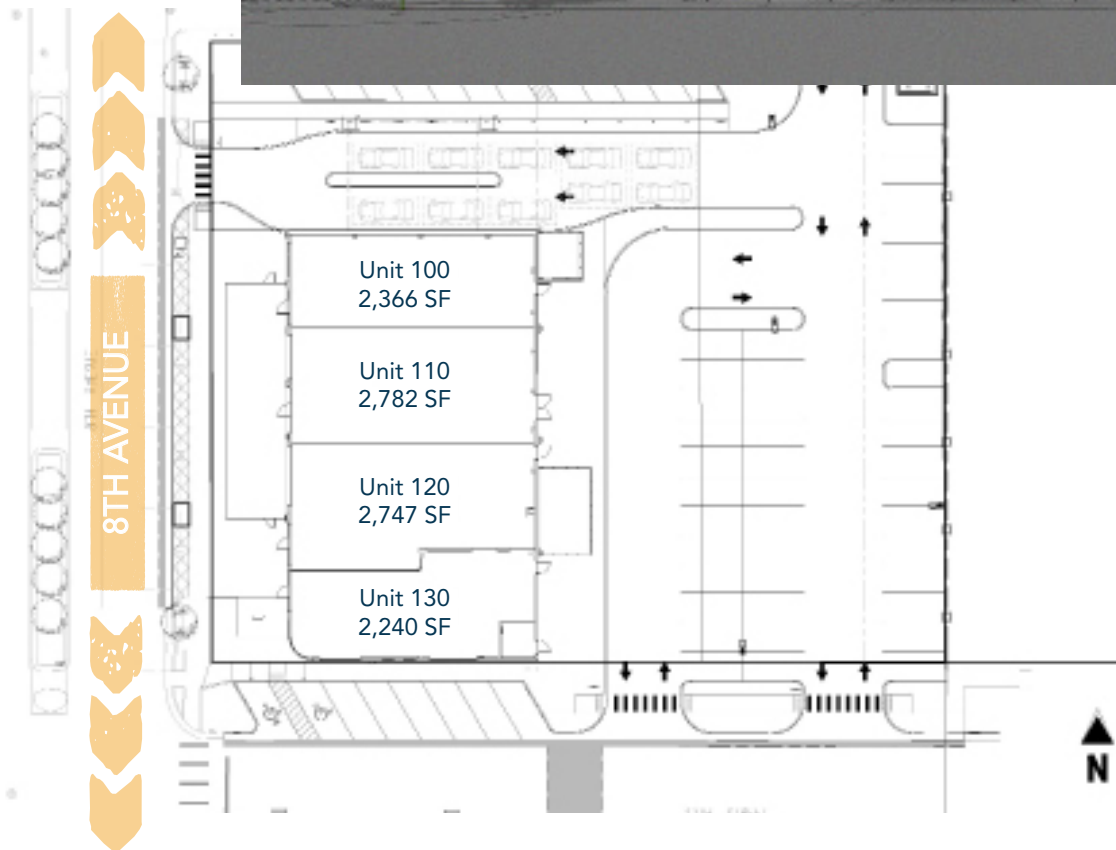 8TH AVENUE
Unit 100
2,366 SF
Unit 110
2,782 SF
Unit 120
2,747 SF
Unit 130
2,240 SF
N